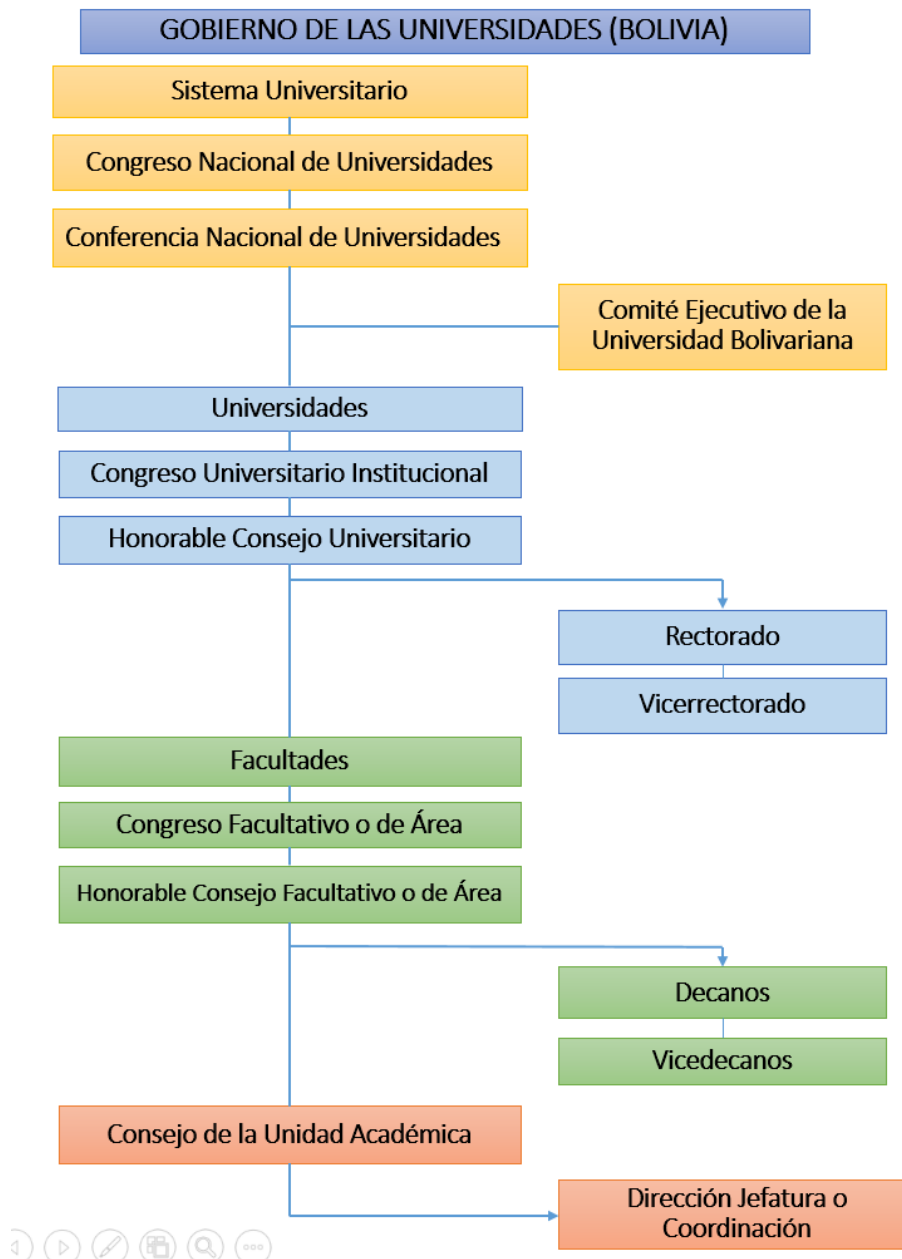 GOBIERNO DE LAS UNIVERSIDADES (BOLIVIA)
Sistema Universitario
Congreso Nacional de Universidades
Conferencia Nacional de Universidades
Comité Ejecutivo de la
Universidad Bolivariana
Universidades
Congreso Universitario Institucional
Honorable Consejo Universitario
Rectorado
Vicerrectorado
Facultades
Congreso Facultativo o de Área
Honorable Consejo Facultativo o de Área
Decanos
Vicedecanos
Consejo de la Unidad Académica
Dirección Jefatura o
Coordinación